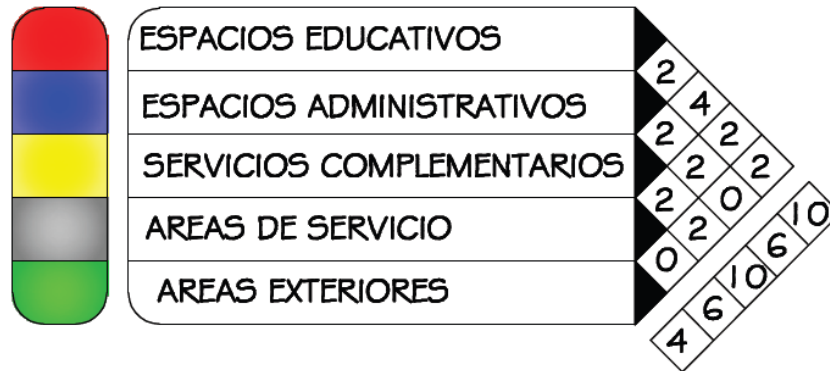 ESPACIOS EDUCATIVOS
2
4
ESPACIOS ADMINISTRATIVOS
2 2
SERVICIOS COMPLEMENTARIOS
2 2
2 0
AREAS DE SERVICIO
2
0
AREAS EXTERIORES
10
6
10
6
4